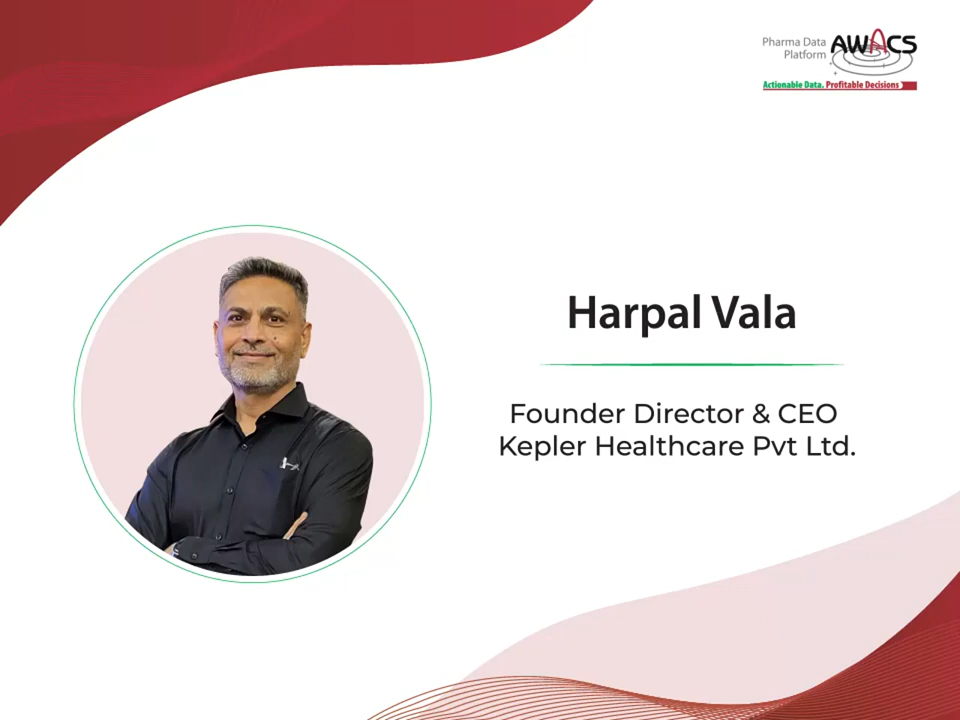 Pharma Data
Platform
AWACS
Actionable Data. Profitable Decisions
Harpal Vala
Founder Director & CEO
Kepler Healthcare Pvt Ltd.